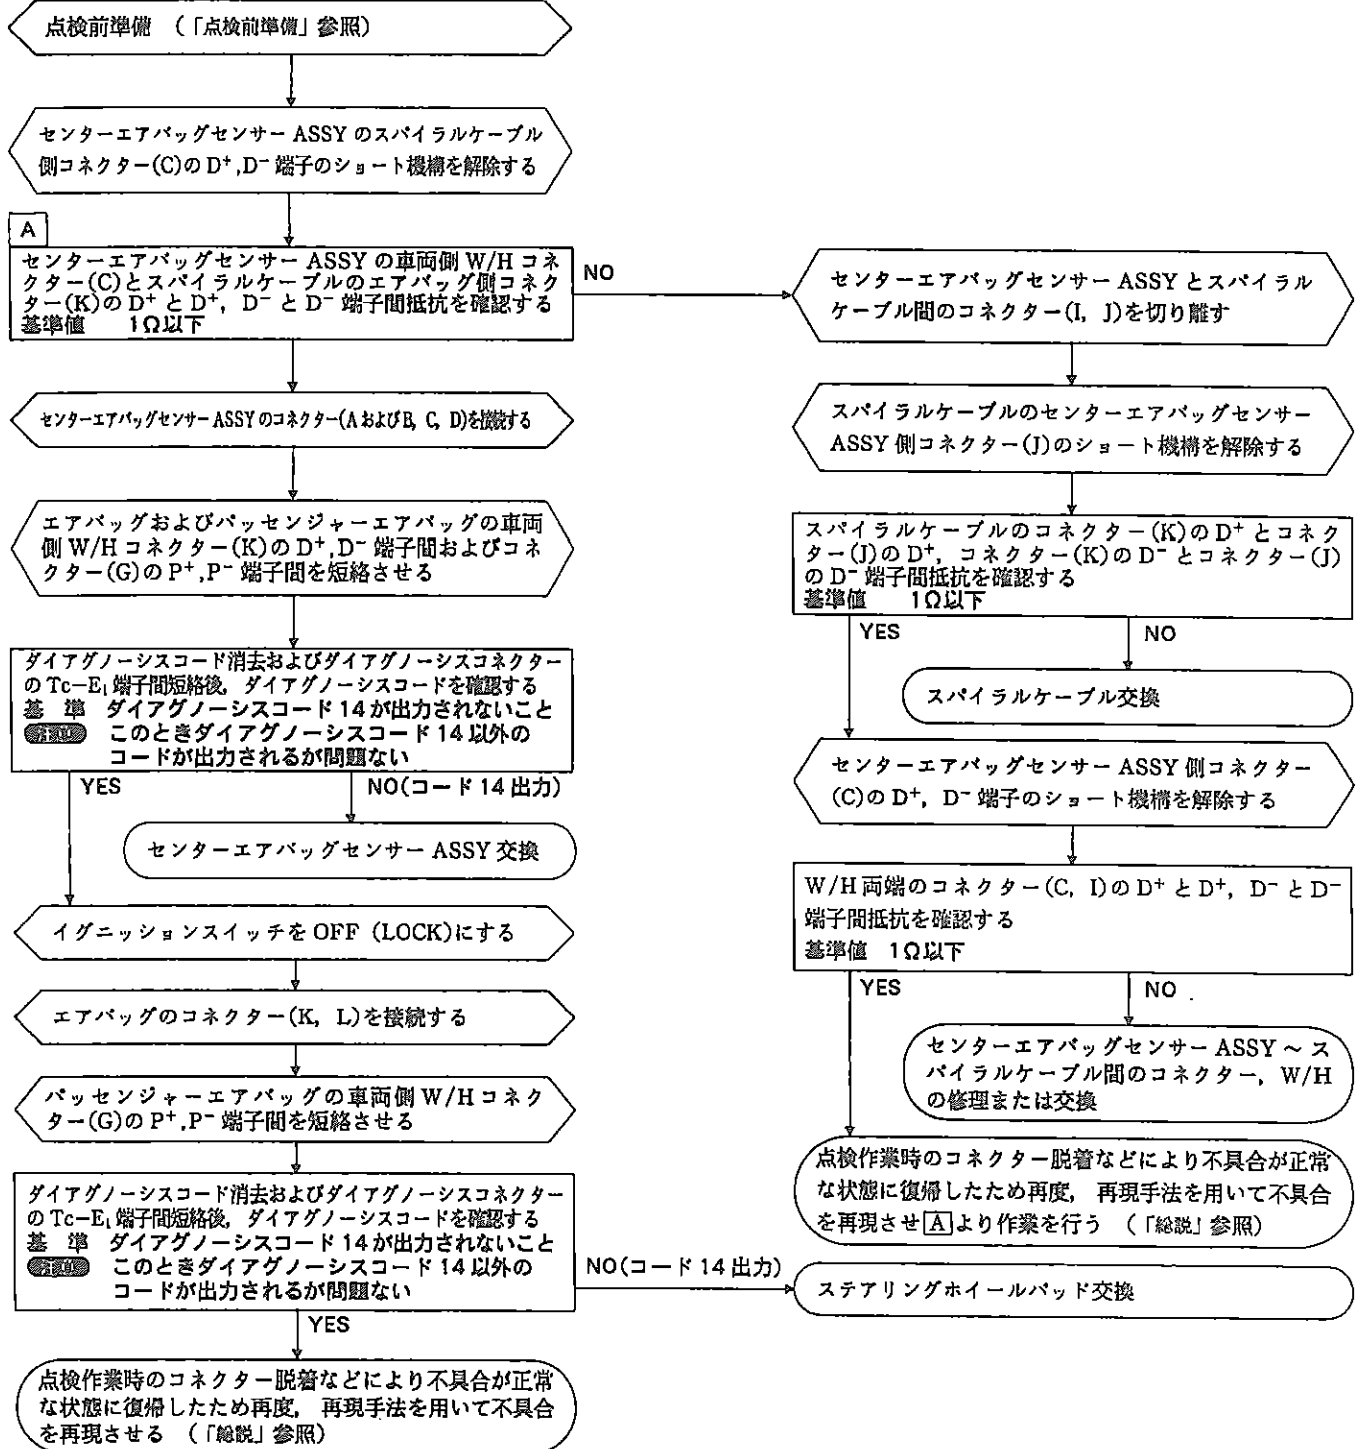 点検前準備 (「点検前準備」参照)
センターエアバッグセンサー ASSY のスパイラルケーブル
側コネクター(C)の D⁺,D⁻ 端子のショート機構を解除する
A
センターエアバッグセンサー ASSY の車両側 W/H コネ
クター(C)とスパイラルケーブルのエアバッグ側コネク
ター(K)の D⁺ と D⁺, D⁻ と D⁻ 端子間抵抗を確認する
基準値 1Ω以下
NO
センターエアバッグセンサー ASSY のコネクター(A および B, C, D)を接続する
エアバッグおよびパッセンジャーエアバッグの車両
側 W/H コネクター(K)の D⁺,D⁻ 端子間およびコネ
クター(G)の P⁺,P⁻ 端子間を短絡させる
ダイアグノーシスコード消去およびダイアグノーシスコネクター
の Tc−E₁ 端子間短絡後, ダイアグノーシスコードを確認する
基 準 ダイアグノーシスコード 14 が出力されないこと
注意 このときダイアグノーシスコード 14 以外の
コードが出力されるが問題ない
YES
NO(コード 14 出力)
センターエアバッグセンサー ASSY 交換
イグニッションスイッチを OFF (LOCK)にする
エアバッグのコネクター(K, L)を接続する
パッセンジャーエアバッグの車両側 W/H コネク
ター(G)の P⁺,P⁻ 端子間を短絡させる
ダイアグノーシスコード消去およびダイアグノーシスコネクター
の Tc−E₁ 端子間短絡後, ダイアグノーシスコードを確認する
基 準 ダイアグノーシスコード 14 が出力されないこと
注意 このときダイアグノーシスコード 14 以外の
コードが出力されるが問題ない
NO(コード 14 出力)
YES
点検作業時のコネクター脱着などにより不具合が正常
な状態に復帰したため再度, 再現手法を用いて不具合
を再現させる (「総説」参照)
センターエアバッグセンサー ASSY とスパイラル
ケーブル間のコネクター(I, J)を切り離す
スパイラルケーブルのセンターエアバッグセンサー
ASSY 側コネクター(J)のショート機構を解除する
スパイラルケーブルのコネクター(K)の D⁺ とコネク
ター(J)の D⁺, コネクター(K)の D⁻ とコネクター(J)
の D⁻ 端子間抵抗を確認する
基準値 1Ω以下
YES
NO
スパイラルケーブル交換
センターエアバッグセンサー ASSY 側コネクター
(C)の D⁺, D⁻ 端子のショート機構を解除する
W/H 両端のコネクター(C, I)の D⁺ と D⁺, D⁻ と D⁻
端子間抵抗を確認する
基準値 1Ω以下
YES
NO
センターエアバッグセンサー ASSY ～ ス
パイラルケーブル間のコネクター, W/H
の修理または交換
点検作業時のコネクター脱着などにより不具合が正常
な状態に復帰したため再度, 再現手法を用いて不具合
を再現させ A より作業を行う (「総説」参照)
ステアリングホイールパッド交換